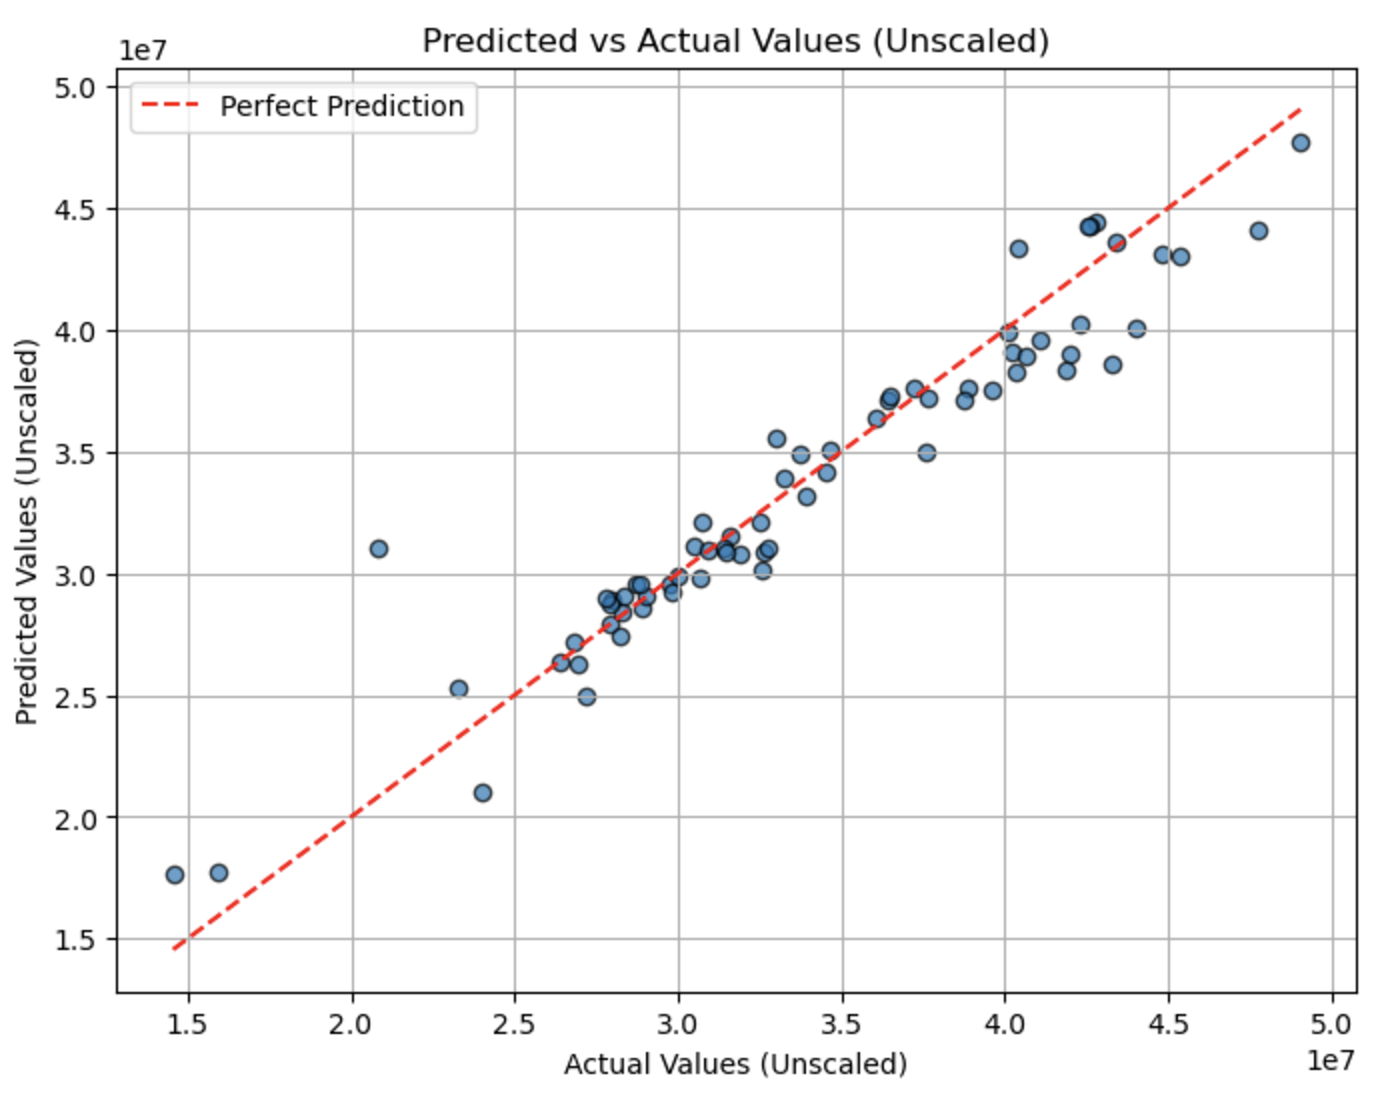 Predicted vs Actual Values (Unscaled)
1e7
Perfect Prediction
5.0
4.5
4.0
3.5
3.0
2.5
2.0
1.5
Predicted Values (Unscaled)
1.5 2.0 2.5 3.0 3.5 4.0 4.5 5.0
1e7
Actual Values (Unscaled)